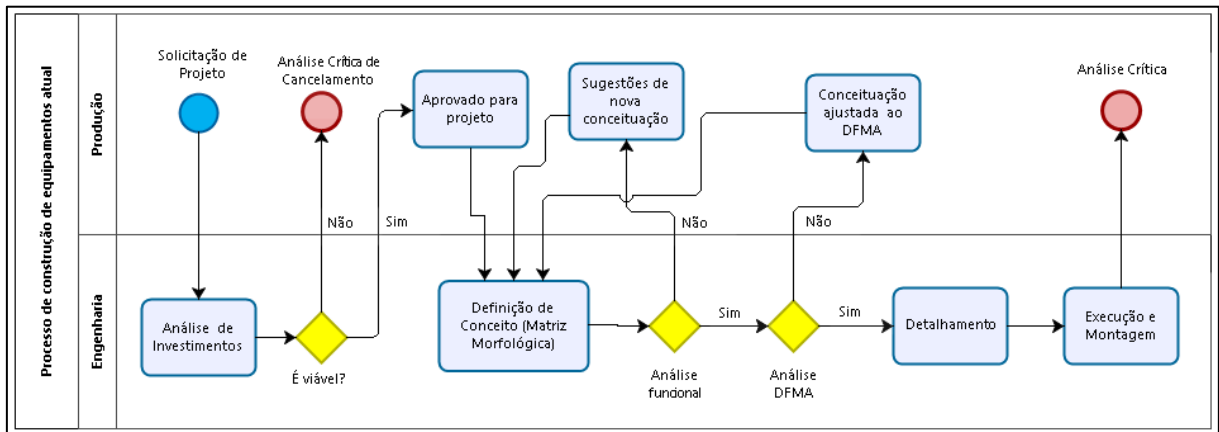 Processo de construção de equipamentos atual
Produção
Solicitação de
Projeto
Análise Crítica de
Cancelamento
Aprovado para
projeto
Sugestões de
nova
conceituação
Conceituação
ajustada ao
DFMA
Análise Crítica
Não
Sim
Não
Não
Engenharia
Análise de
Investimentos
É viável?
Definição de
Conceito (Matriz
Morfológica)
Análise
funcional
Sim
Análise
DFMA
Sim
Detalhamento
Execução e
Montagem